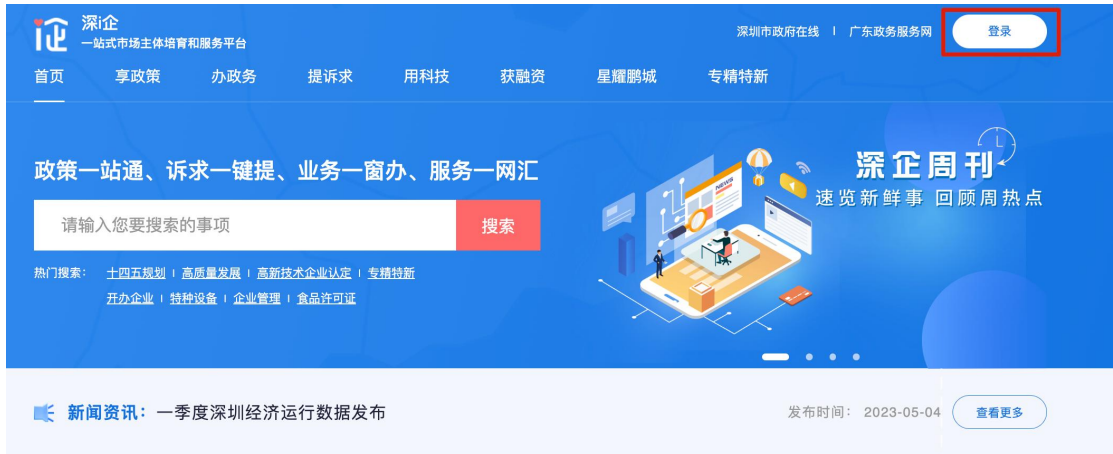 深i企
一站式市场主体培育和服务平台
深圳市政府在线 | 广东政务服务网
登录
首页 享政策 办政务 提诉求 用科技 获融资 星耀鹏城 专精特新
政策一站通、诉求一键提、业务一窗办、服务一网汇
请输入您要搜索的事项
搜索
热门搜索： 十四五规划 | 高质量发展 | 高新技术企业认定 | 专精特新
开办企业 | 特种设备 | 企业管理 | 食品许可证
NEWS
深企周刊
速览新鲜事 回顾周热点
新闻资讯：一季度深圳经济运行数据发布
发布时间： 2023-05-04
查看更多